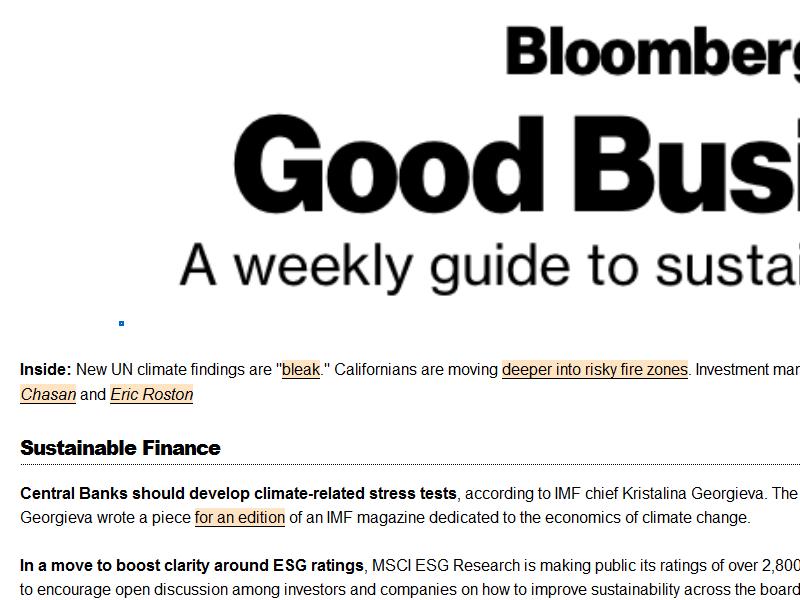 Bloomberg
Good Busi
A weekly guide to sustai
Inside: New UN climate findings are "bleak." Californians are moving deeper into risky fire zones. Investment mar
Chasan and Eric Roston
Sustainable Finance
Central Banks should develop climate-related stress tests, according to IMF chief Kristalina Georgieva. The
Georgieva wrote a piece for an edition of an IMF magazine dedicated to the economics of climate change.
In a move to boost clarity around ESG ratings, MSCI ESG Research is making public its ratings of over 2,800
to encourage open discussion among investors and companies on how to improve sustainability across the board